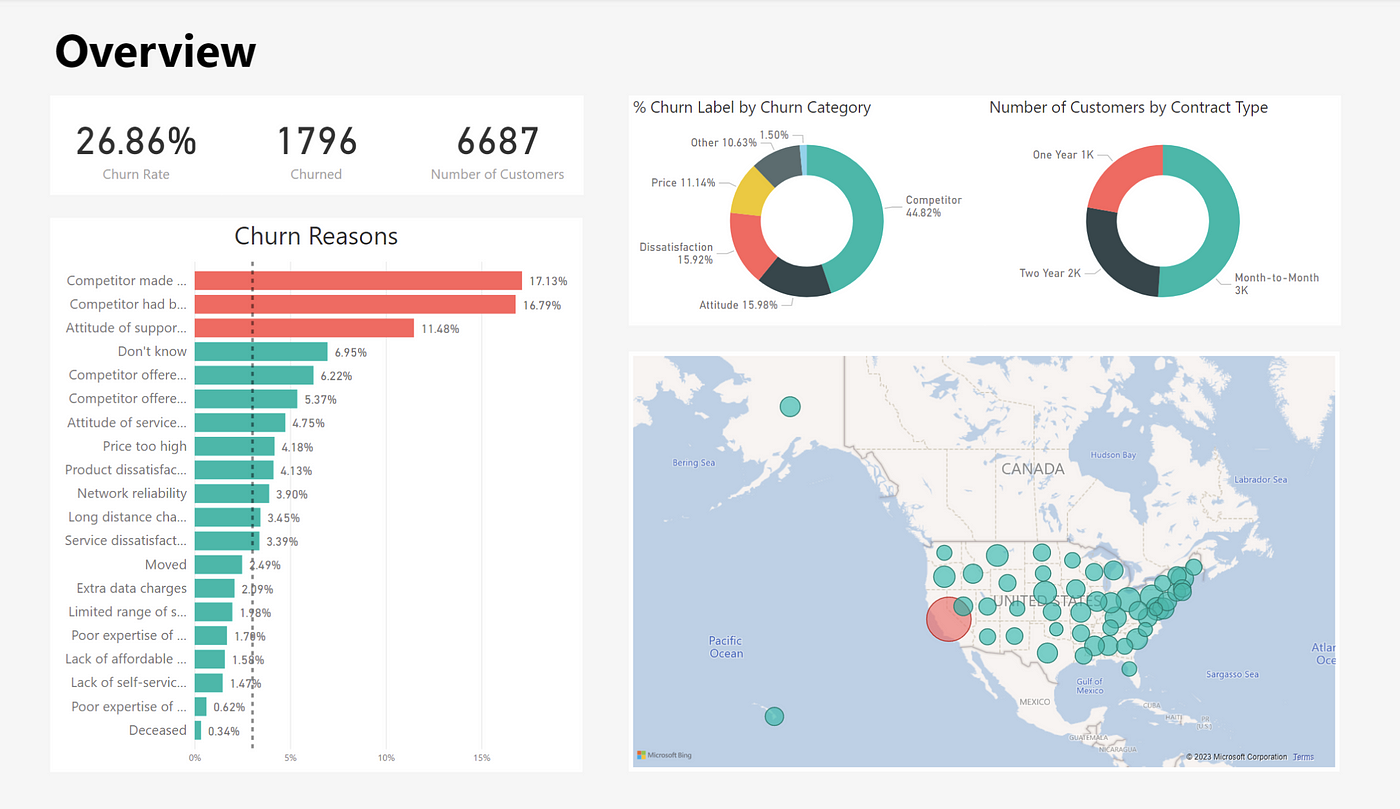 Overview
26.86%
Churn Rate
1796
Churned
6687
Number of Customers
Churn Reasons
Competitor made ... 17.13%
Competitor had b... 16.79%
Attitude of suppor... 11.48%
Don't know 6.95%
Competitor offere... 6.22%
Competitor offere... 5.37%
Attitude of service... 4.75%
Price too high 4.18%
Product dissatisfac... 4.13%
Network reliability 3.90%
Long distance cha... 3.45%
Service dissatisfact... 3.39%
Moved 2.49%
Extra data charges 2.09%
Limited range of s... 1.98%
Poor expertise of ... 1.70%
Lack of affordable ... 1.58%
Lack of self-servic... 1.47%
Poor expertise of ... 0.62%
Deceased 0.34%
0% 5% 10% 15%
% Churn Label by Churn Category
1.50%
Other 10.63%
Price 11.14%
Competitor
44.82%
Dissatisfaction
15.92%
Attitude 15.98%
Number of Customers by Contract Type
One Year 1K
Two Year 2K
Month-to-Month
3K
Bering Sea
CANADA
Hudson Bay
Labrador Sea
UNITED STATES
Pacific
Ocean
Atlar
Oce
Sargasso Sea
Gulf of
Mexico
MEXICO
CUBA
HAITI
PR
(U.S.)
GUATEMALA
NICARAGUA
Microsoft Bing
© 2023 Microsoft Corporation Terms